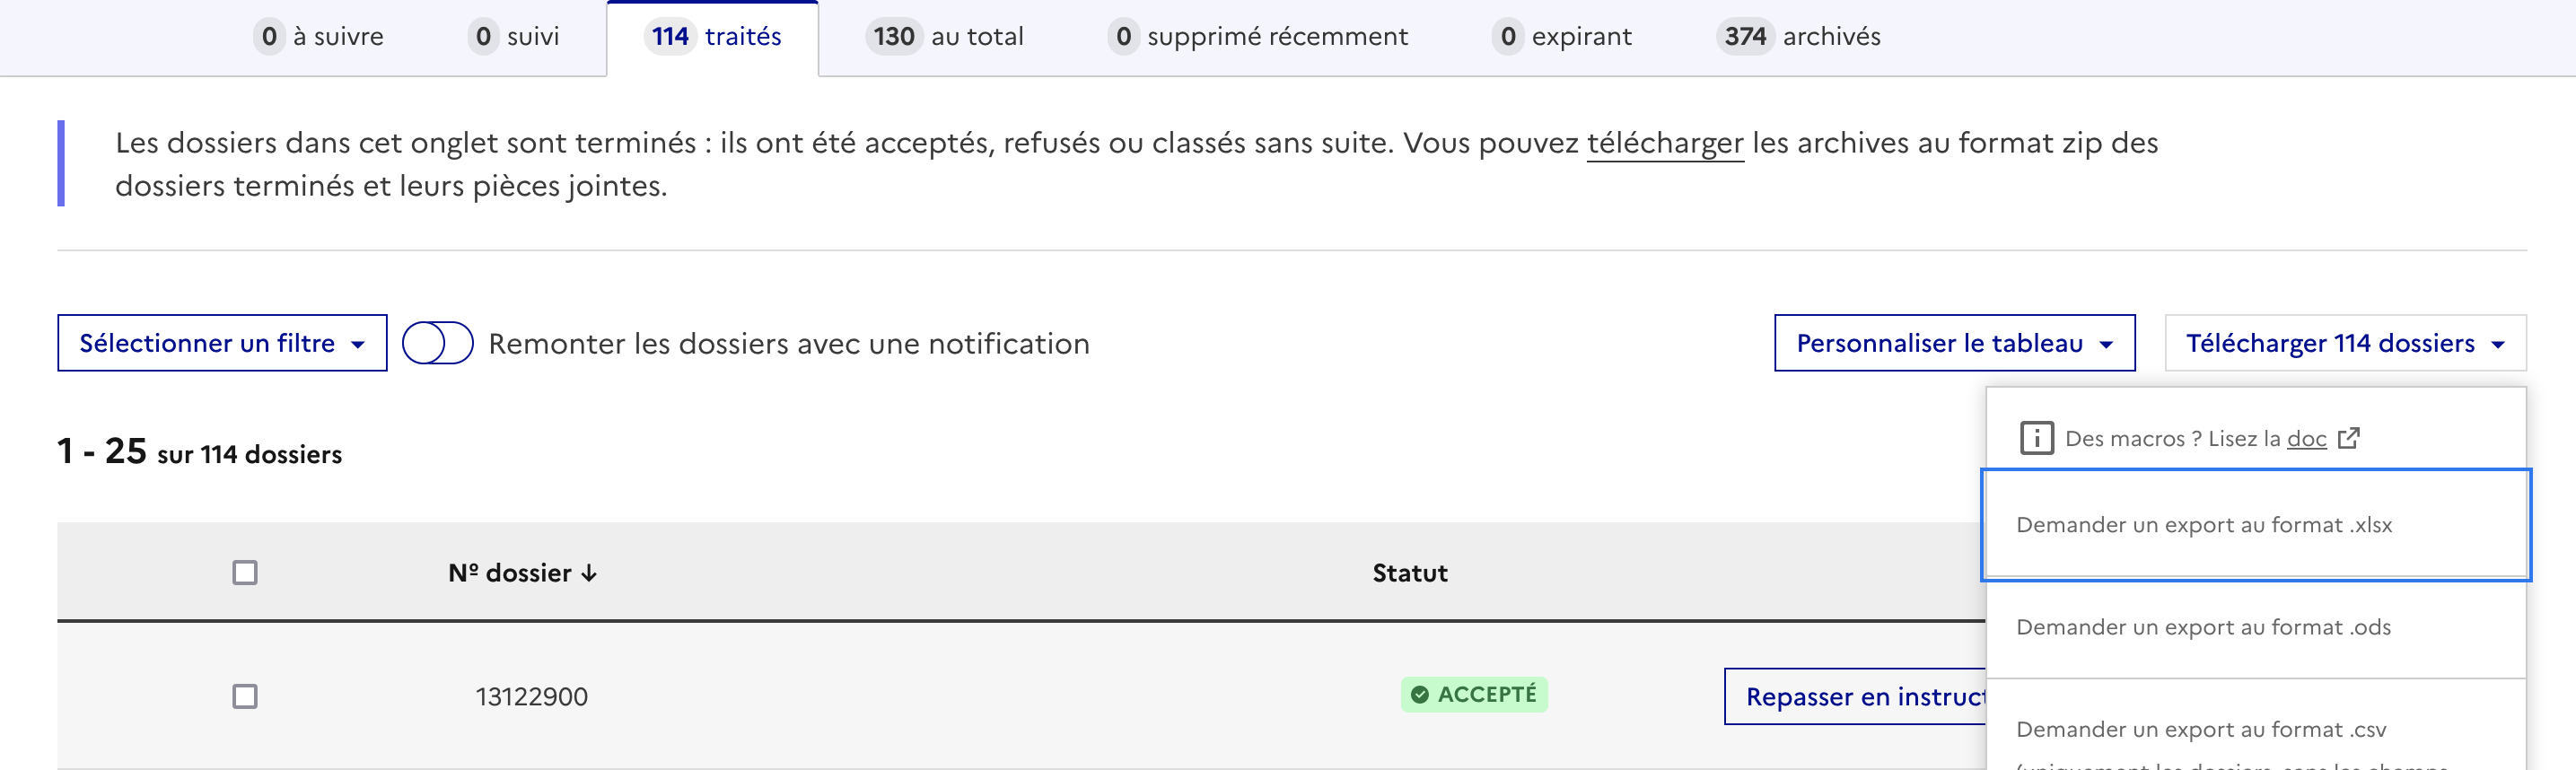 0 à suivre 0 suivi 114 traités 130 au total 0 supprimé récemment 0 expirant 374 archivés
Les dossiers dans cet onglet sont terminés : ils ont été acceptés, refusés ou classés sans suite. Vous pouvez télécharger les archives au format zip des
dossiers terminés et leurs pièces jointes.
Sélectionner un filtre Remonter les dossiers avec une notification Personnaliser le tableau Télécharger 114 dossiers
Des macros ? Lisez la doc
1 - 25 sur 114 dossiers
Demander un export au format .xlsx
Nº dossier ↓ Statut
Demander un export au format .ods
13122900 ACCEPTÉ Repasser en instruct
Demander un export au format .csv